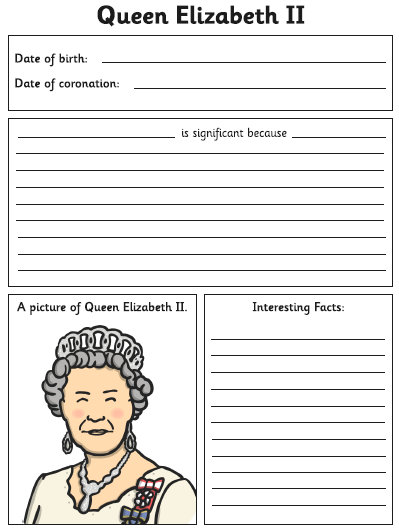 Queen Elizabeth II
Date of birth:
Date of coronation:
is significant because
A picture of Queen Elizabeth II.
Interesting Facts: